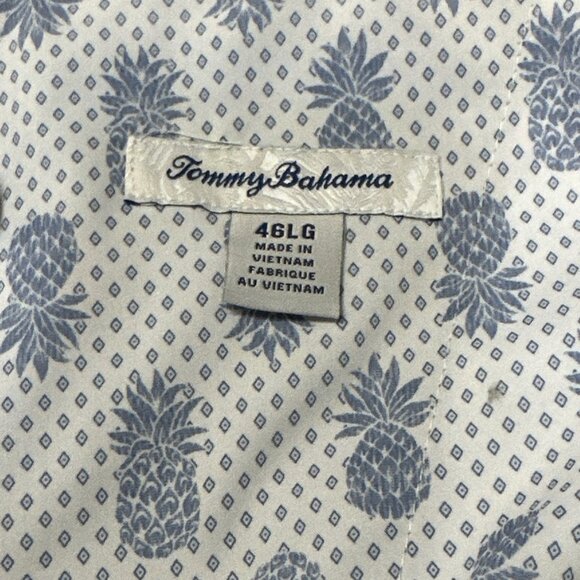 Tommy Bahama
46LG
MADE IN
VIETNAM
FABRIQUE
AU VIETNAM